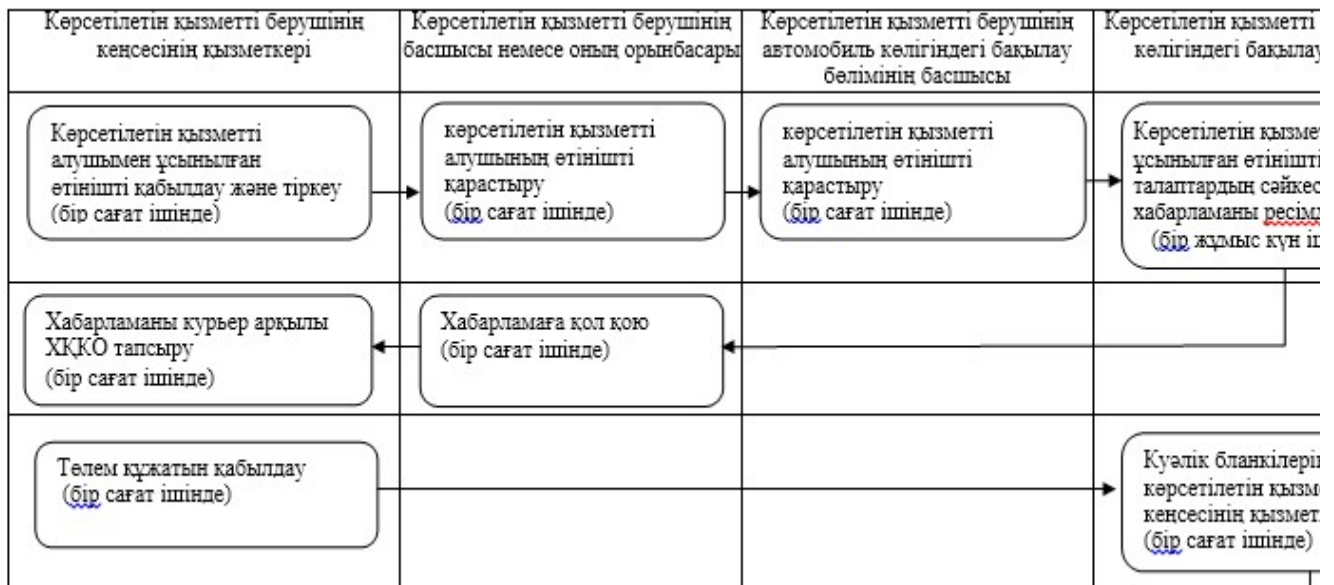 Көрсетілетін қызметті берушінің
кеңсесінің қызметкері
Көрсетілетін қызметті берушінің
басшысы немесе оның орынбасары
Көрсетілетін қызметті берушінің
автомобиль көлігіндегі бақылау
бөлімінің басшысы
Көрсетілетін қызметті
көлігіндегі бақылау
Көрсетілетін қызметті
алушымен ұсынылған
өтінішті қабылдау және тіркеу
(бір сағат ішінде)
көрсетілетін қызметті
алушының өтінішті
қарастыру
(бір сағат ішінде)
көрсетілетін қызметті
алушының өтінішті
қарастыру
(бір сағат ішінде)
Көрсетілетін қызмет
ұсынылған өтінішті
талаптардың сәйкес
хабарламаны ресім
(бір жұмыс күн іш
Хабарламаны курьер арқылы
ХҚКО тапсыру
(бір сағат ішінде)
Хабарламаға қол қою
(бір сағат ішінде)
Төлем құжатын қабылдау
(бір сағат ішінде)
Куәлік бланкілерін
көрсетілетін қызм
кеңсесінің қызмет
(бір сағат ішінде)